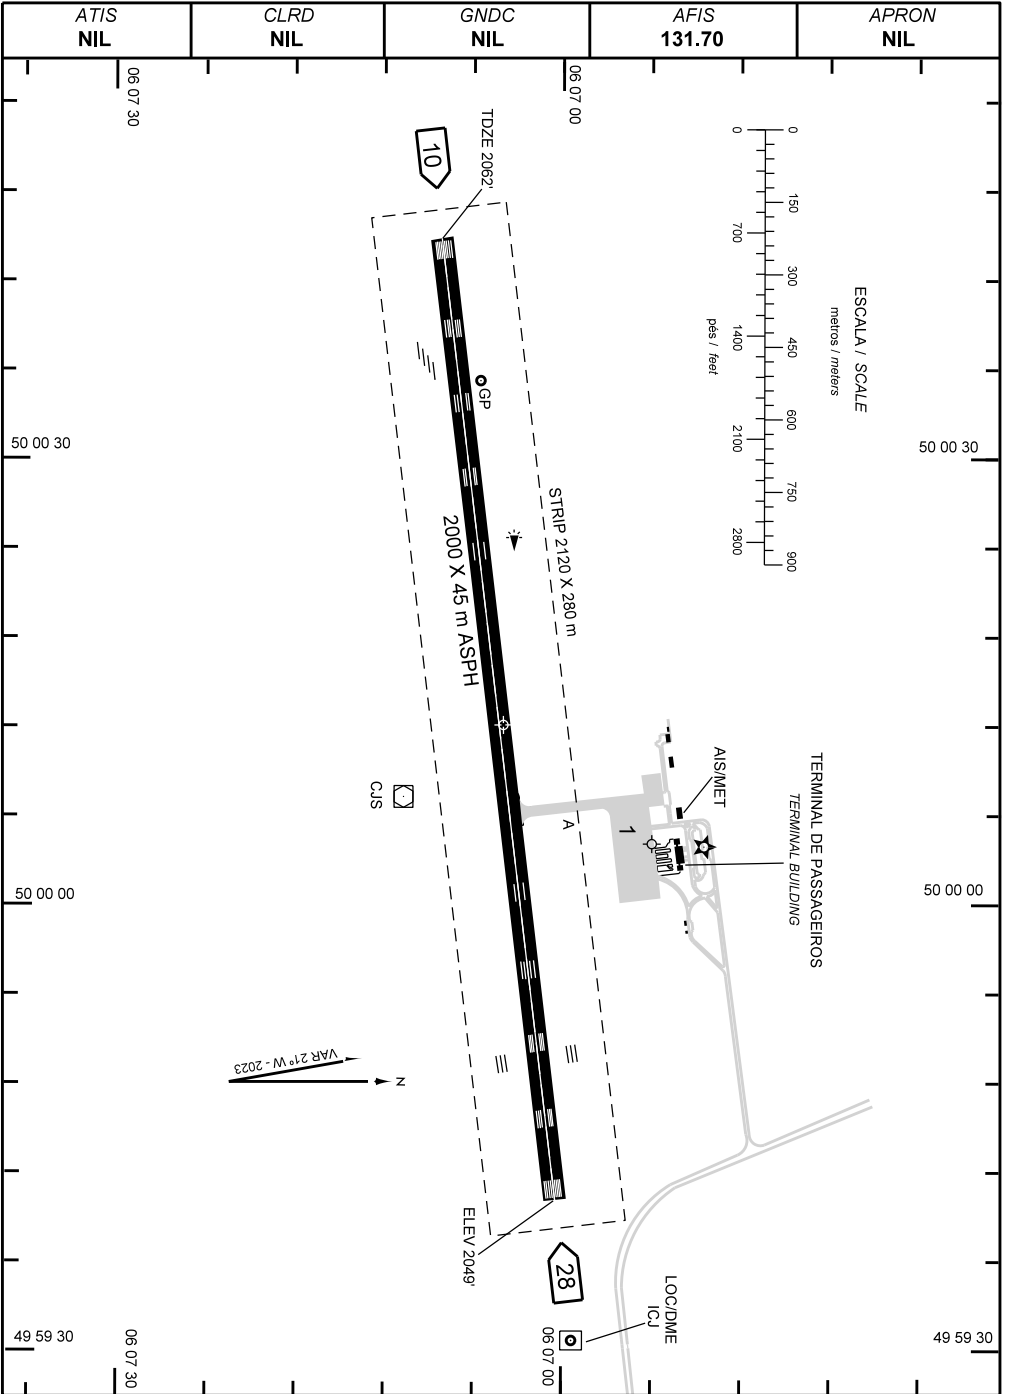 ATIS
NIL
CLRD
NIL
GNDC
NIL
AFIS
131.70
APRON
NIL
06 07 30
06 07 00
ESCALA / SCALE
metros / meters
0 150 300 450 600 750 900
0 700 1400 2100 2800
pés / feet
TDZE 2062'
10
GP
50 00 30
50 00 30
STRIP 2120 X 280 m
2000 X 45 m ASPH
TERMINAL DE PASSAGEIROS
TERMINAL BUILDING
AIS/MET
CJS
A
1
50 00 00
50 00 00
VAR 21º W - 2023
N
ELEV 2049'
28
LOC/DME
ICJ
49 59 30
49 59 30
06 07 30
06 07 00